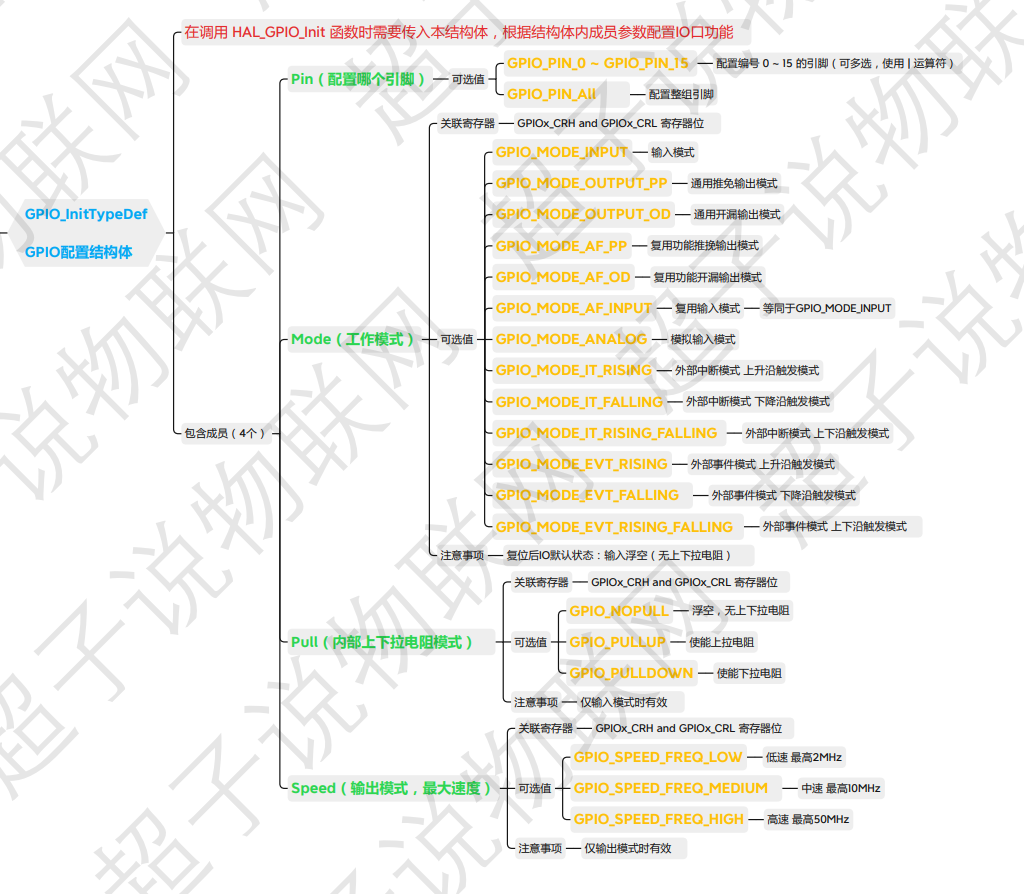 在调用 HAL_GPIO_Init 函数时需要传入本结构体，根据结构体内成员参数配置IO口功能
Pin（配置哪个引脚）
可选值
GPIO_PIN_0 ~ GPIO_PIN_15
配置编号 0 ~ 15 的引脚（可多选，使用 | 运算符）
GPIO_PIN_All
配置整组引脚
GPIO_InitTypeDef
GPIO配置结构体
包含成员（4个）
Mode（工作模式）
关联寄存器
GPIOx_CRH and GPIOx_CRL 寄存器位
可选值
GPIO_MODE_INPUT
输入模式
GPIO_MODE_OUTPUT_PP
通用推免输出模式
GPIO_MODE_OUTPUT_OD
通用开漏输出模式
GPIO_MODE_AF_PP
复用功能推挽输出模式
GPIO_MODE_AF_OD
复用功能开漏输出模式
GPIO_MODE_AF_INPUT
复用输入模式
等同于GPIO_MODE_INPUT
GPIO_MODE_ANALOG
模拟输入模式
GPIO_MODE_IT_RISING
外部中断模式 上升沿触发模式
GPIO_MODE_IT_FALLING
外部中断模式 下降沿触发模式
GPIO_MODE_IT_RISING_FALLING
外部中断模式 上下沿触发模式
GPIO_MODE_EVT_RISING
外部事件模式 上升沿触发模式
GPIO_MODE_EVT_FALLING
外部事件模式 下降沿触发模式
GPIO_MODE_EVT_RISING_FALLING
外部事件模式 上下沿触发模式
注意事项
复位后IO默认状态：输入浮空（无上下拉电阻）
Pull（内部上下拉电阻模式）
关联寄存器
GPIOx_CRH and GPIOx_CRL 寄存器位
可选值
GPIO_NOPULL
浮空，无上下拉电阻
GPIO_PULLUP
使能上拉电阻
GPIO_PULLDOWN
使能下拉电阻
注意事项
仅输入模式时有效
Speed（输出模式，最大速度）
关联寄存器
GPIOx_CRH and GPIOx_CRL 寄存器位
可选值
GPIO_SPEED_FREQ_LOW
低速 最高2MHz
GPIO_SPEED_FREQ_MEDIUM
中速 最高10MHz
GPIO_SPEED_FREQ_HIGH
高速 最高50MHz
注意事项
仅输出模式时有效
超子说物联网